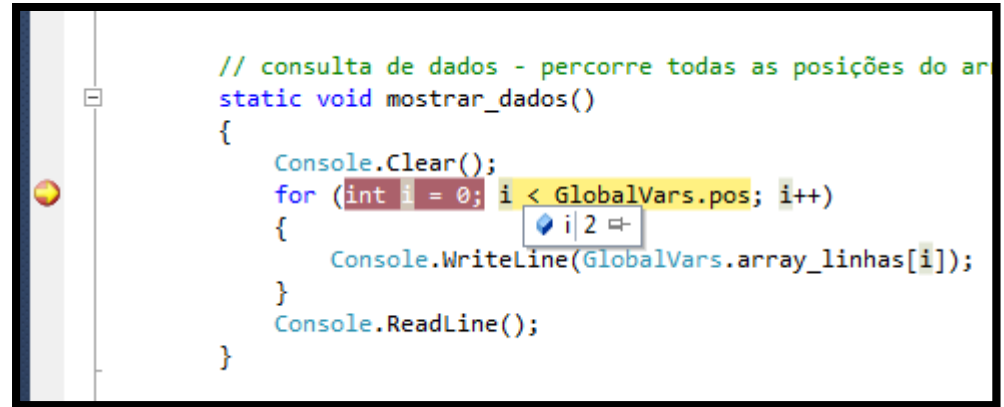 // consulta de dados - percorre todas as posições do
static void mostrar_dados()
{
Console.Clear();
for (int i = 0; i < GlobalVars.pos; i++)
{
i 2
Console.WriteLine(GlobalVars.array_linhas[i]);
}
Console.ReadLine();
}